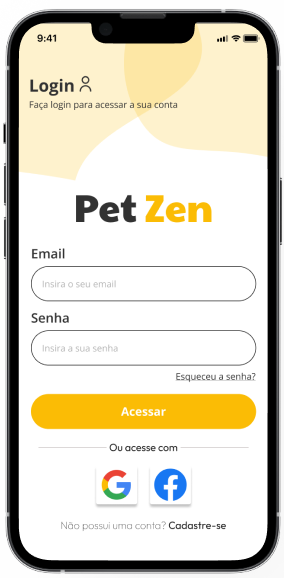 9:41
Login
Faça login para acessar a sua conta
Pet Zen
Email
Insira o seu email
Senha
Insira a sua senha
Esqueceu a senha?
Acessar
Ou acesse com
Não possui uma conta? Cadastre-se